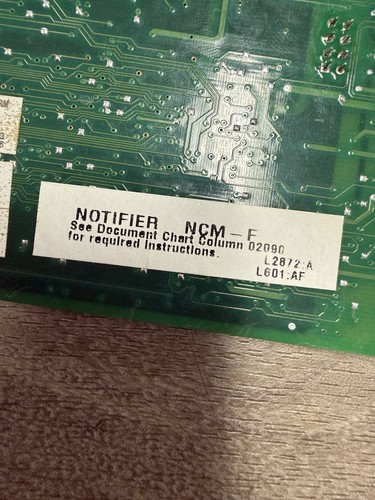 NOTIFIER NCM-F
See Document Chart Column 02090
for required Instructions.
L2872:A
L601:AF